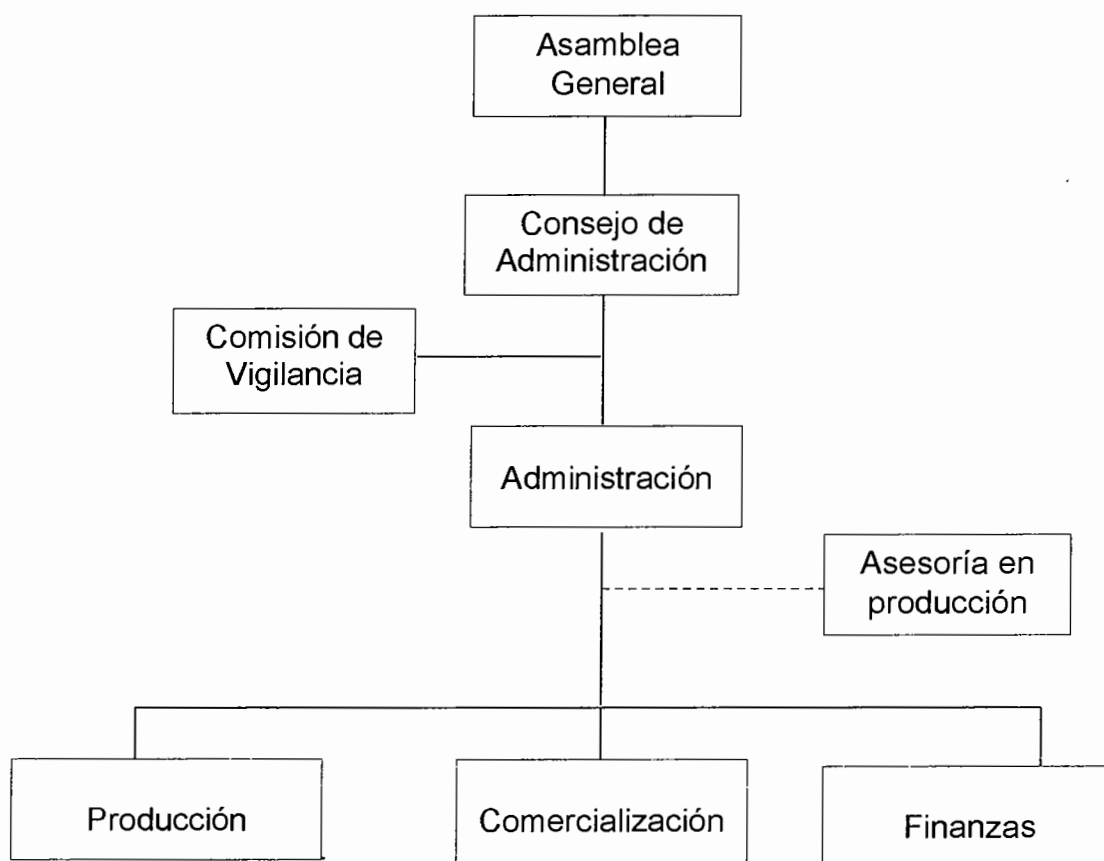 Asamblea
General
Consejo de
Administración
Comisión de
Vigilancia
Administración
Asesoría en
producción
Producción
Comercialización
Finanzas